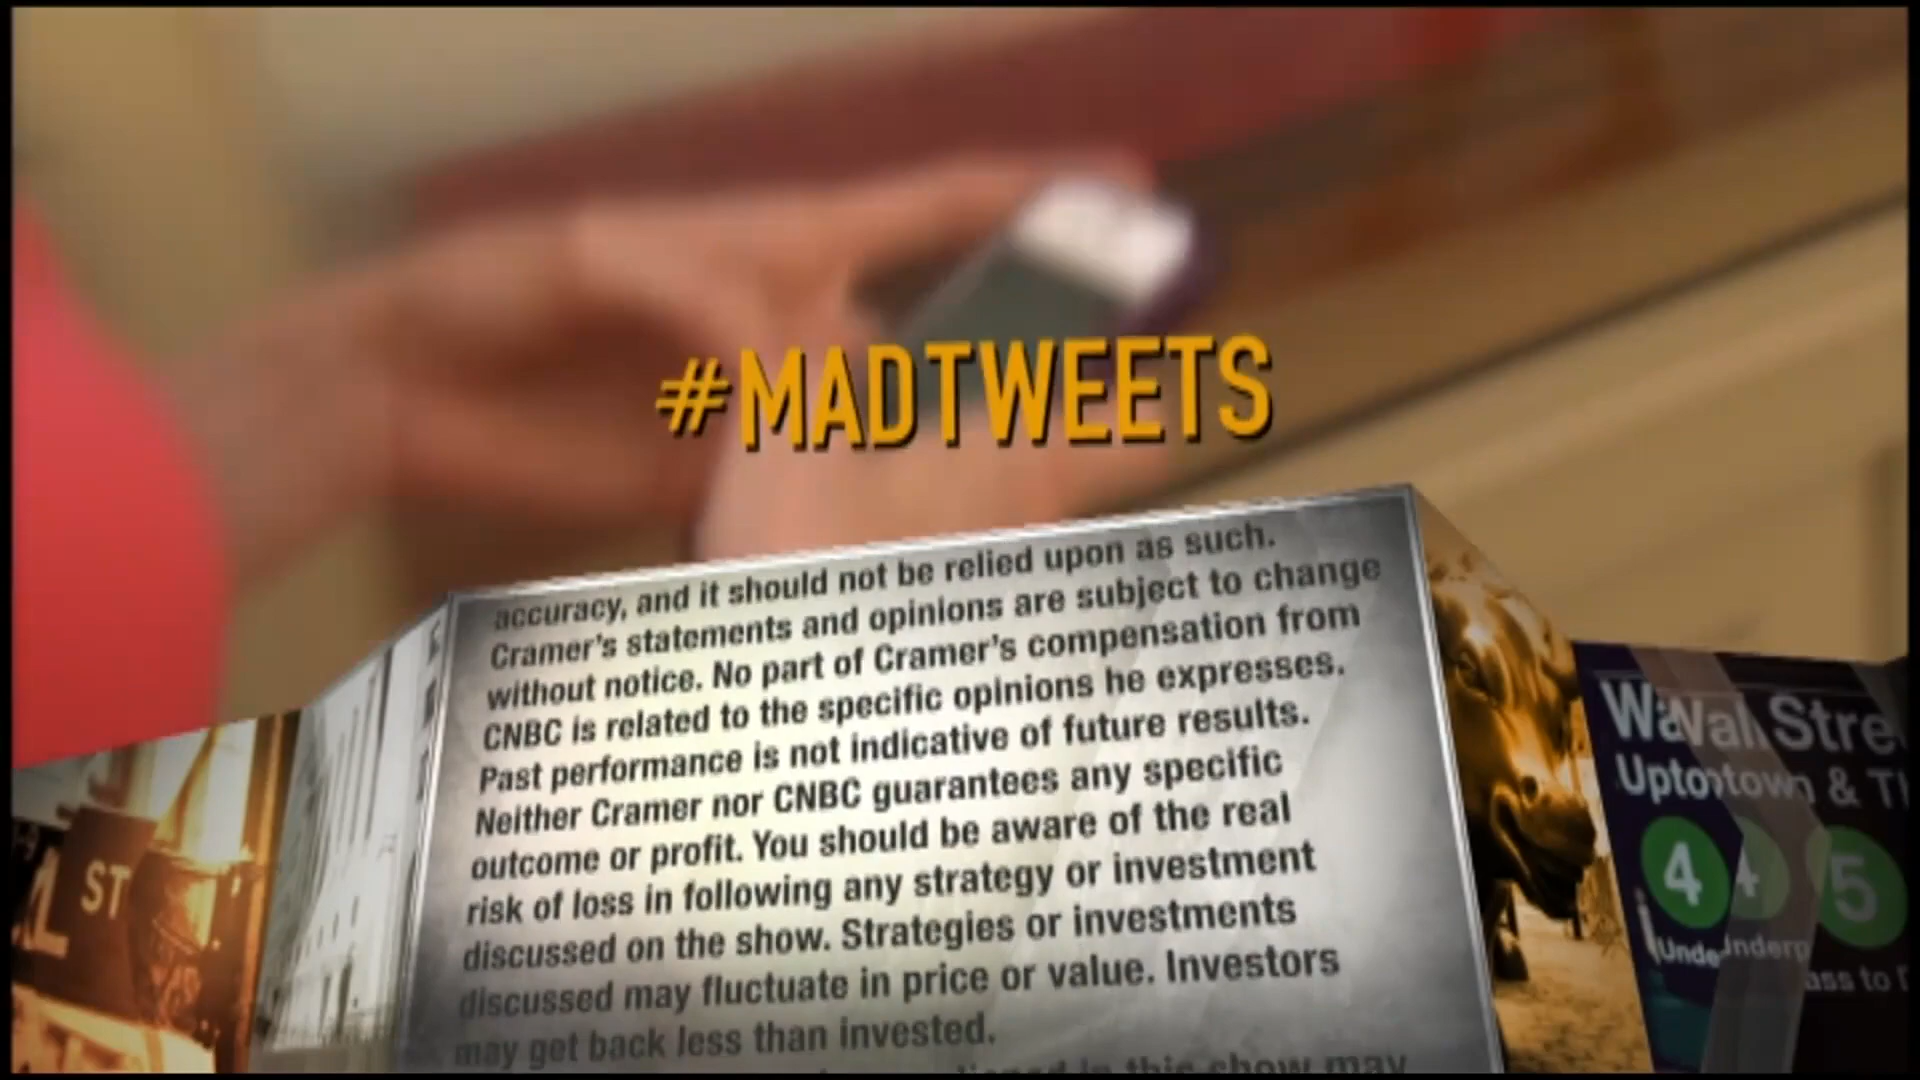 #MADTWEETS
accuracy, and it should not be relied upon as such.
Cramer's statements and opinions are subject to change
without notice. No part of Cramer's compensation from
CNBC is related to the specific opinions he expresses.
Past performance is not indicative of future results.
Neither Cramer nor CNBC guarantees any specific
outcome or profit. You should be aware of the real
risk of loss in following any strategy or investment
discussed on the show. Strategies or investments
discussed may fluctuate in price or value. Investors
may get back less than invested.
in this show may
ST
Wall Stre
Uptown & Th
4 5